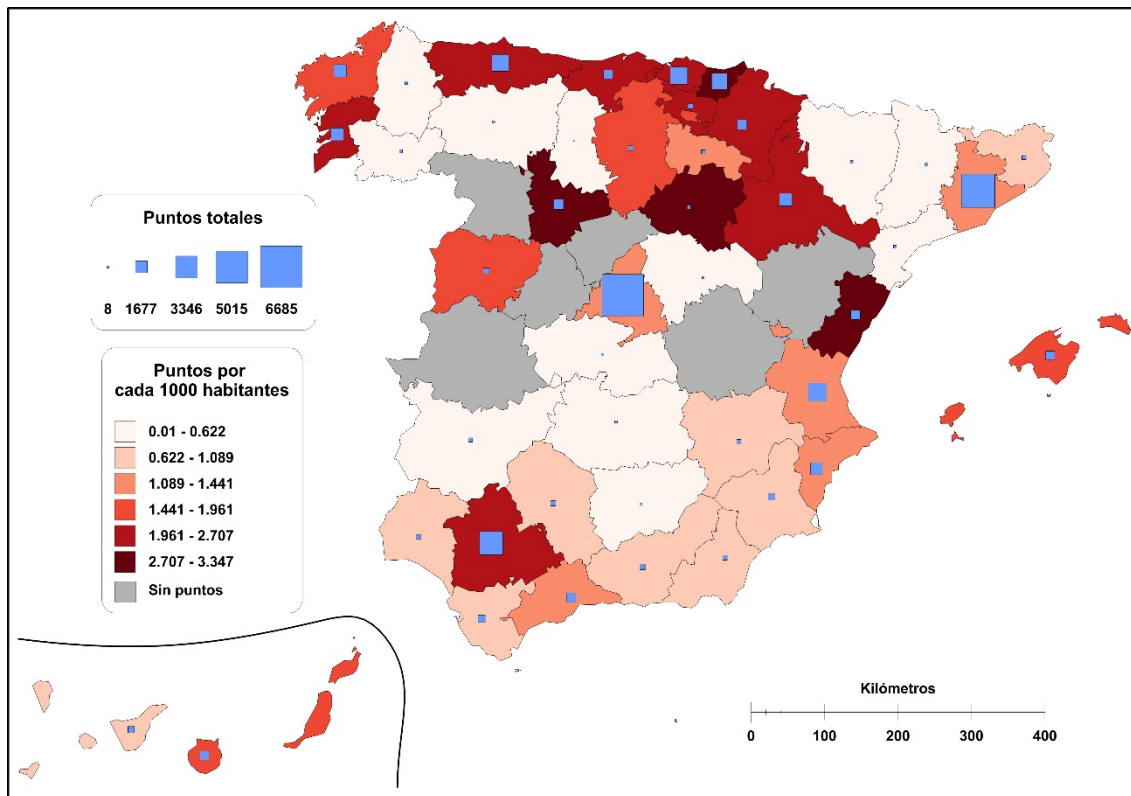 Puntos totales
8 1677 3346 5015 6685
Puntos por
cada 1000 habitantes
0.01 - 0.622
0.622 - 1.089
1.089 - 1.441
1.441 - 1.961
1.961 - 2.707
2.707 - 3.347
Sin puntos
Kilómetros
0 100 200 300 400